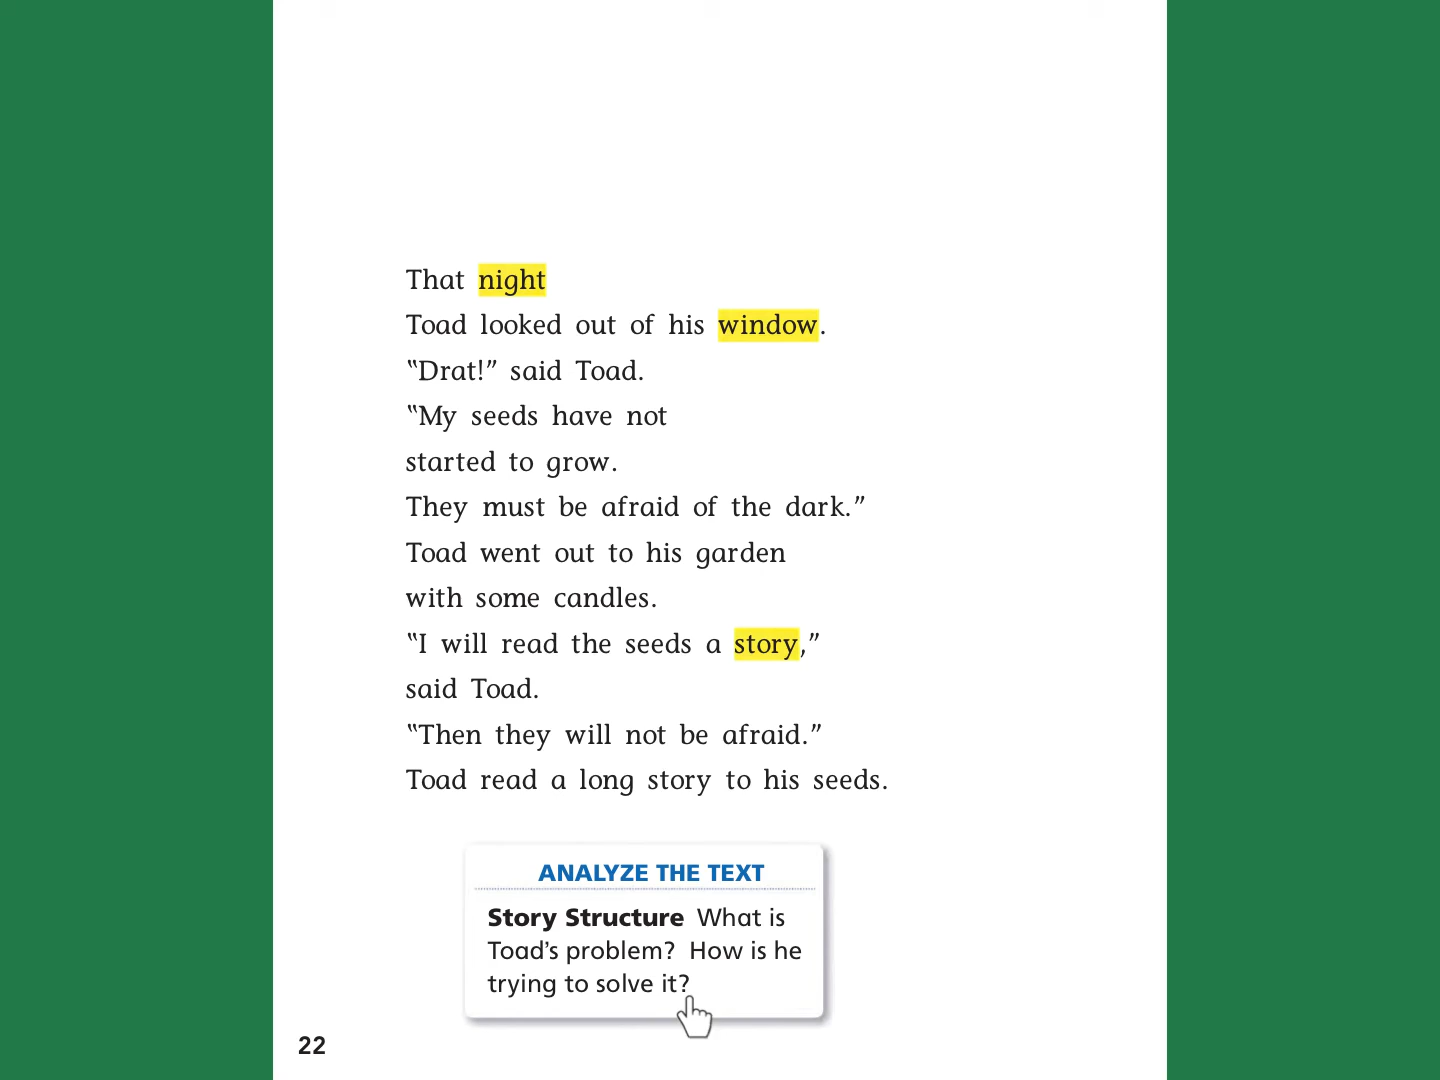 That night
Toad looked out of his window.
“Drat!” said Toad.
“My seeds have not
started to grow.
They must be afraid of the dark.”
Toad went out to his garden
with some candles.
“I will read the seeds a story,”
said Toad.
“Then they will not be afraid.”
Toad read a long story to his seeds.
ANALYZE THE TEXT
Story Structure What is
Toad’s problem? How is he
trying to solve it?
22